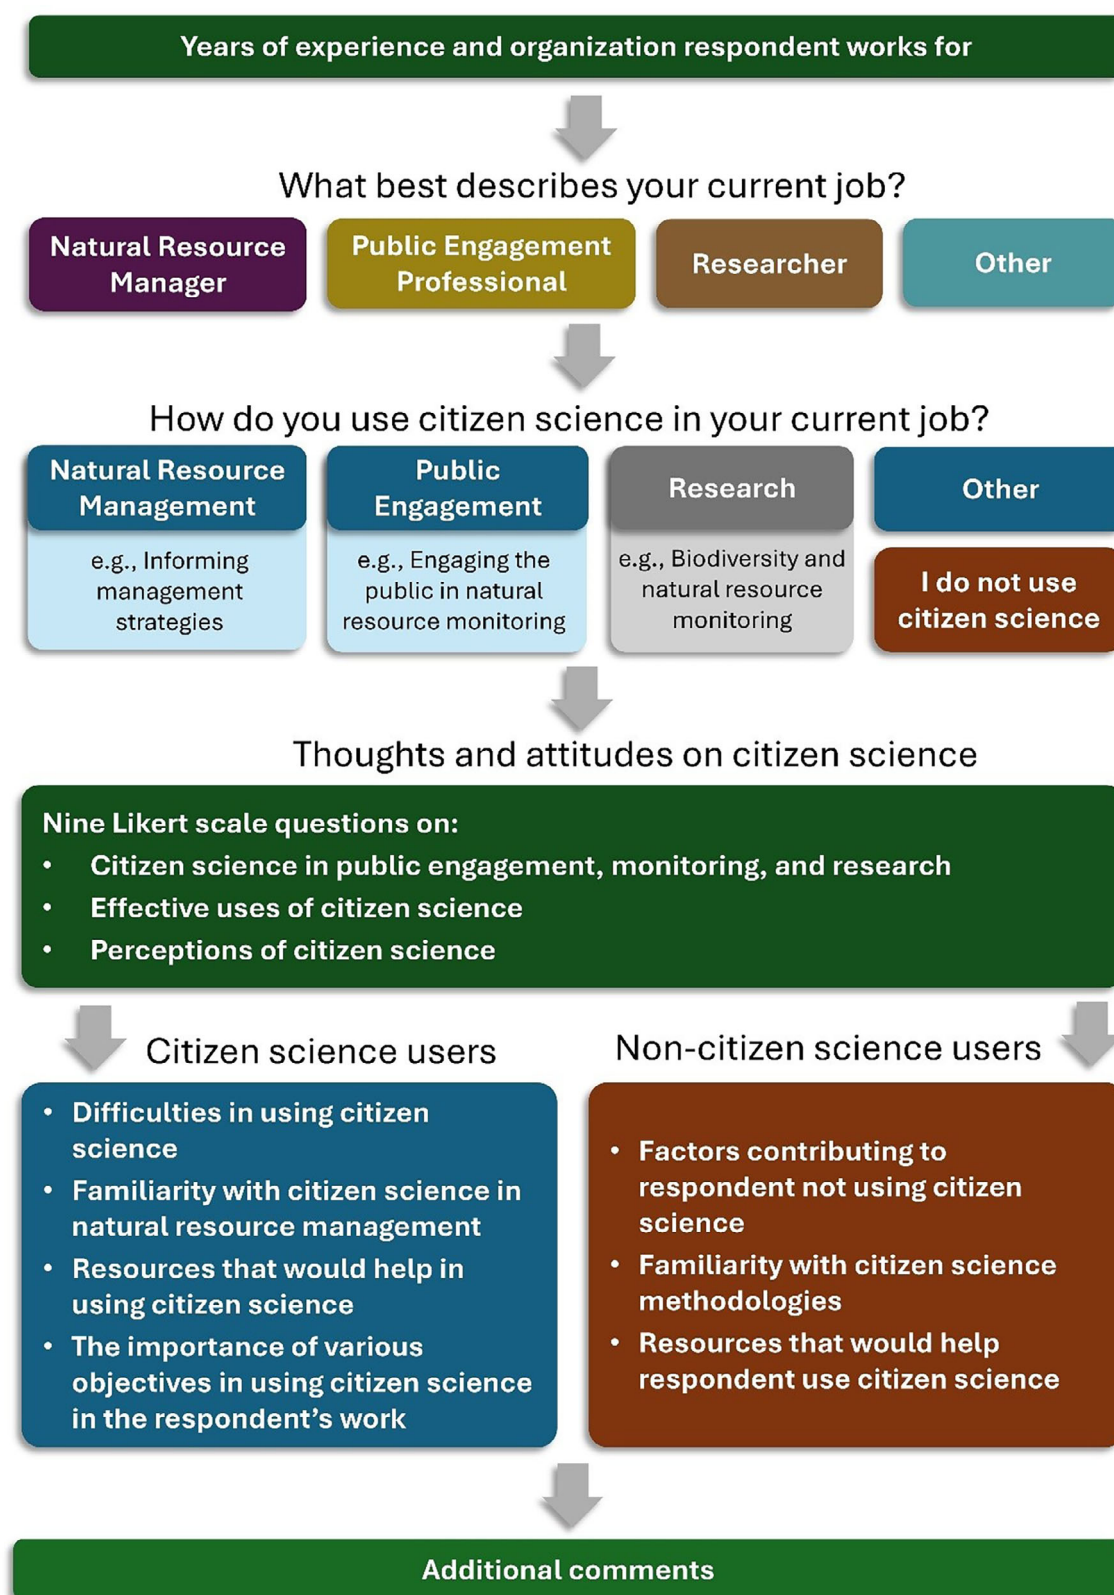 Years of experience and organization respondent works for
What best describes your current job?
Natural Resource
Manager
Public Engagement
Professional
Researcher
Other
How do you use citizen science in your current job?
Natural Resource
Management
e.g., Informing
management
strategies
Public
Engagement
e.g., Engaging the
public in natural
resource monitoring
Research
e.g., Biodiversity and
natural resource
monitoring
Other
I do not use
citizen science
Thoughts and attitudes on citizen science
Nine Likert scale questions on:
• Citizen science in public engagement, monitoring, and research
• Effective uses of citizen science
• Perceptions of citizen science
Citizen science users
• Difficulties in using citizen
science
• Familiarity with citizen science in
natural resource management
• Resources that would help in
using citizen science
• The importance of various
objectives in using citizen science
in the respondent's work
Non-citizen science users
• Factors contributing to
respondent not using citizen
science
• Familiarity with citizen science
methodologies
• Resources that would help
respondent use citizen science
Additional comments